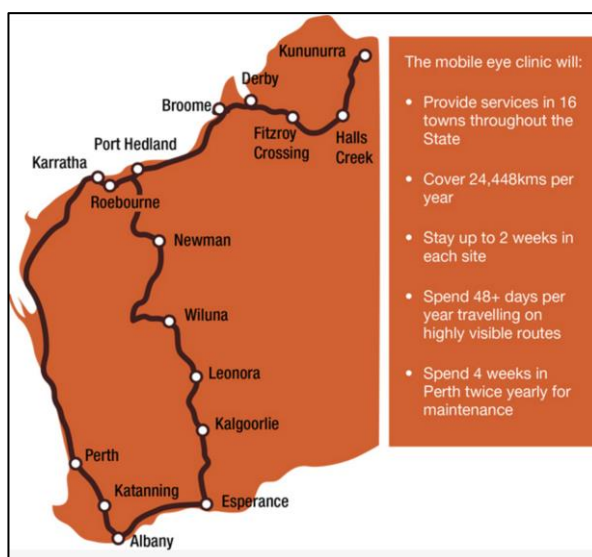 Kununurra
Derby
Broome
Fitzroy
Crossing
Halls
Creek
Port Hedland
Karratha
Roebourne
Newman
Wiluna
Leonora
Kalgoorlie
Perth
Katanning
Esperance
Albany
The mobile eye clinic will:
• Provide services in 16
towns throughout the
State
• Cover 24,448kms per
year
• Stay up to 2 weeks in
each site
• Spend 48+ days per
year travelling on
highly visible routes
• Spend 4 weeks in
Perth twice yearly for
maintenance